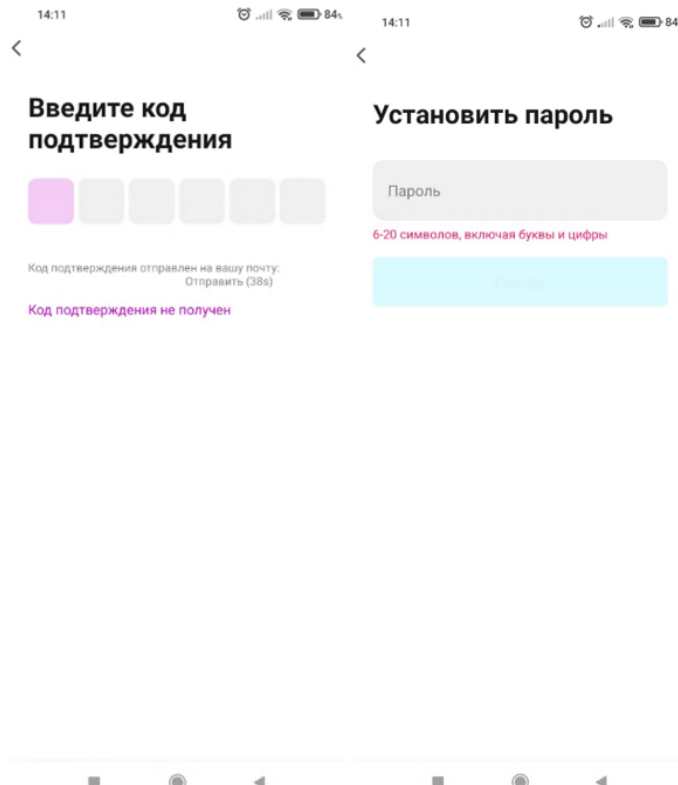 14:11
84
Введите код
подтверждения
Код подтверждения отправлен на вашу почту:
Отправить (38s)
Код подтверждения не получен
14:11
84
Установить пароль
Пароль
6-20 символов, включая буквы и цифры